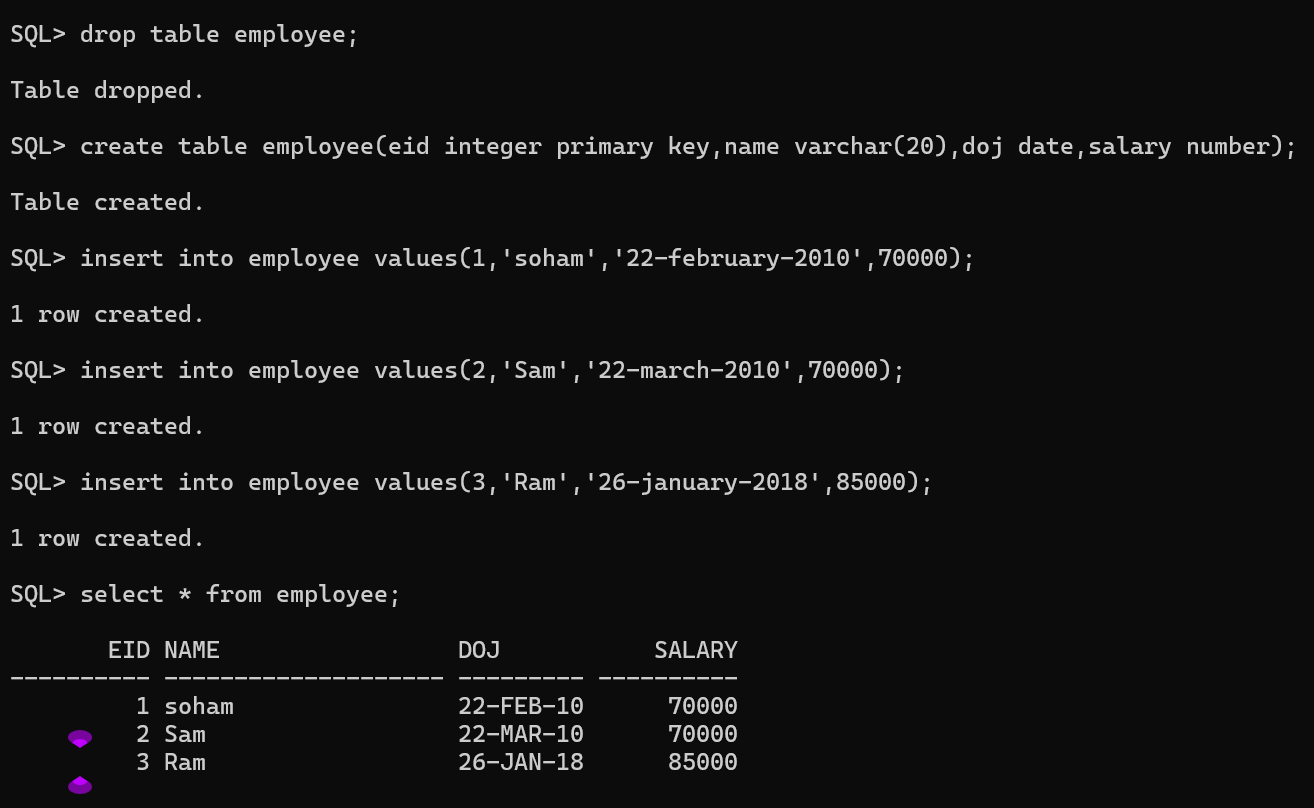 SQL> drop table employee;
Table dropped.
SQL> create table employee(eid integer primary key,name varchar(20),doj date,salary number);
Table created.
SQL> insert into employee values(1,'soham','22-february-2010',70000);
1 row created.
SQL> insert into employee values(2,'Sam','22-march-2010',70000);
1 row created.
SQL> insert into employee values(3,'Ram','26-january-2018',85000);
1 row created.
SQL> select * from employee;
       EID NAME                 DOJ           SALARY
---------- -------------------- --------- ----------
         1 soham                22-FEB-10      70000
         2 Sam                  22-MAR-10      70000
         3 Ram                  26-JAN-18      85000